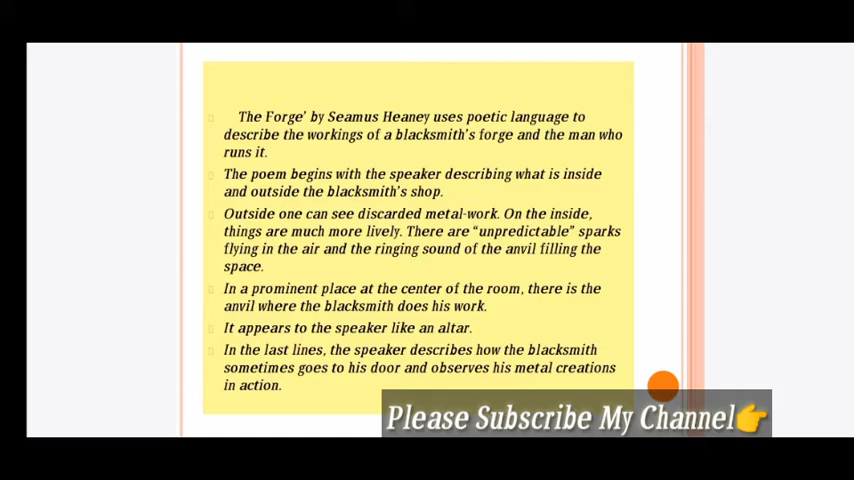 The Forge’ by Seamus Heaney uses poetic language to
describe the workings of a blacksmith’s forge and the man who
runs it.
The poem begins with the speaker describing what is inside
and outside the blacksmith’s shop.
Outside one can see discarded metal-work. On the inside,
things are much more lively. There are “unpredictable” sparks
flying in the air and the ringing sound of the anvil filling the
space.
In a prominent place at the center of the room, there is the
anvil where the blacksmith does his work.
It appears to the speaker like an altar.
In the last lines, the speaker describes how the blacksmith
sometimes goes to his door and observes his metal creations
in action.
Please Subscribe My Channel👉